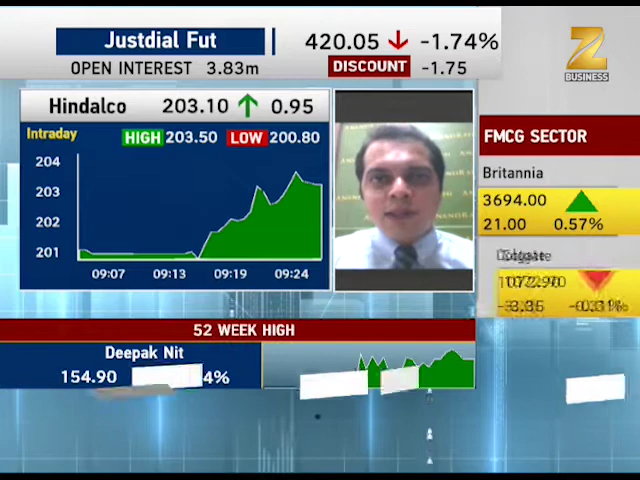 Justdial Fut 420.05 -1.74%
OPEN INTEREST 3.83m DISCOUNT -1.75
Z
BUSINESS
Hindalco 203.10 0.95
Intraday HIGH 203.50 LOW 200.80
204
203
202
201
09:07 09:13 09:19 09:24
FMCG SECTOR
Britannia
3694.00
21.00 0.57%
52 WEEK HIGH
Deepak Nit
154.90 4%